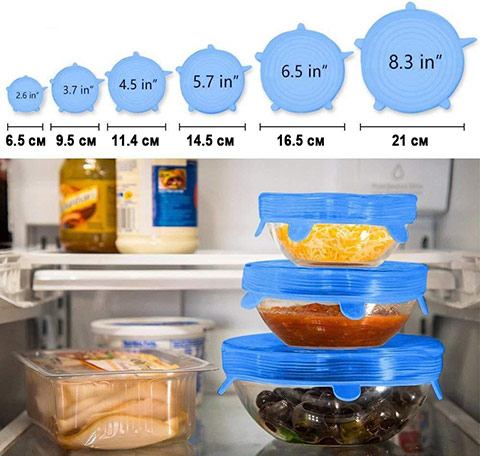 2.6 in"
3.7 in"
4.5 in"
5.7 in"
6.5 in"
8.3 in"
6.5 см
9.5 см
11.4 см
14.5 см
16.5 см
21 см